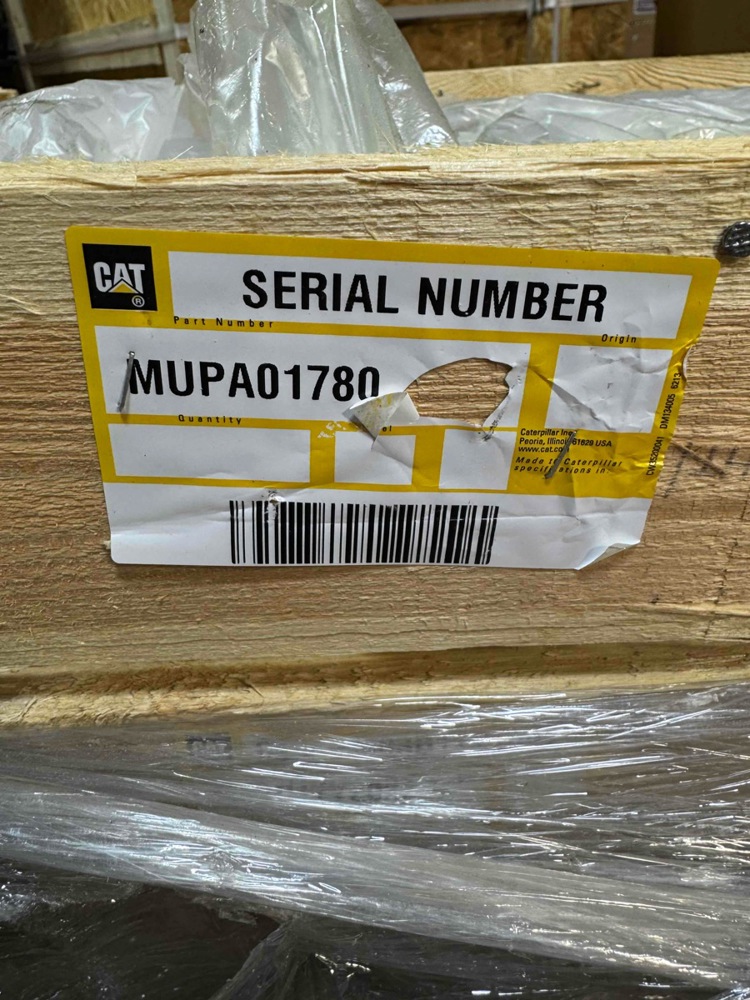 CAT
®
SERIAL NUMBER
Part Number
Origin
MUPA01780
Quantity
Caterpillar Inc.
Peoria, Illinois 61629 USA
www.cat.com
Made to Caterpillar
specifications in: